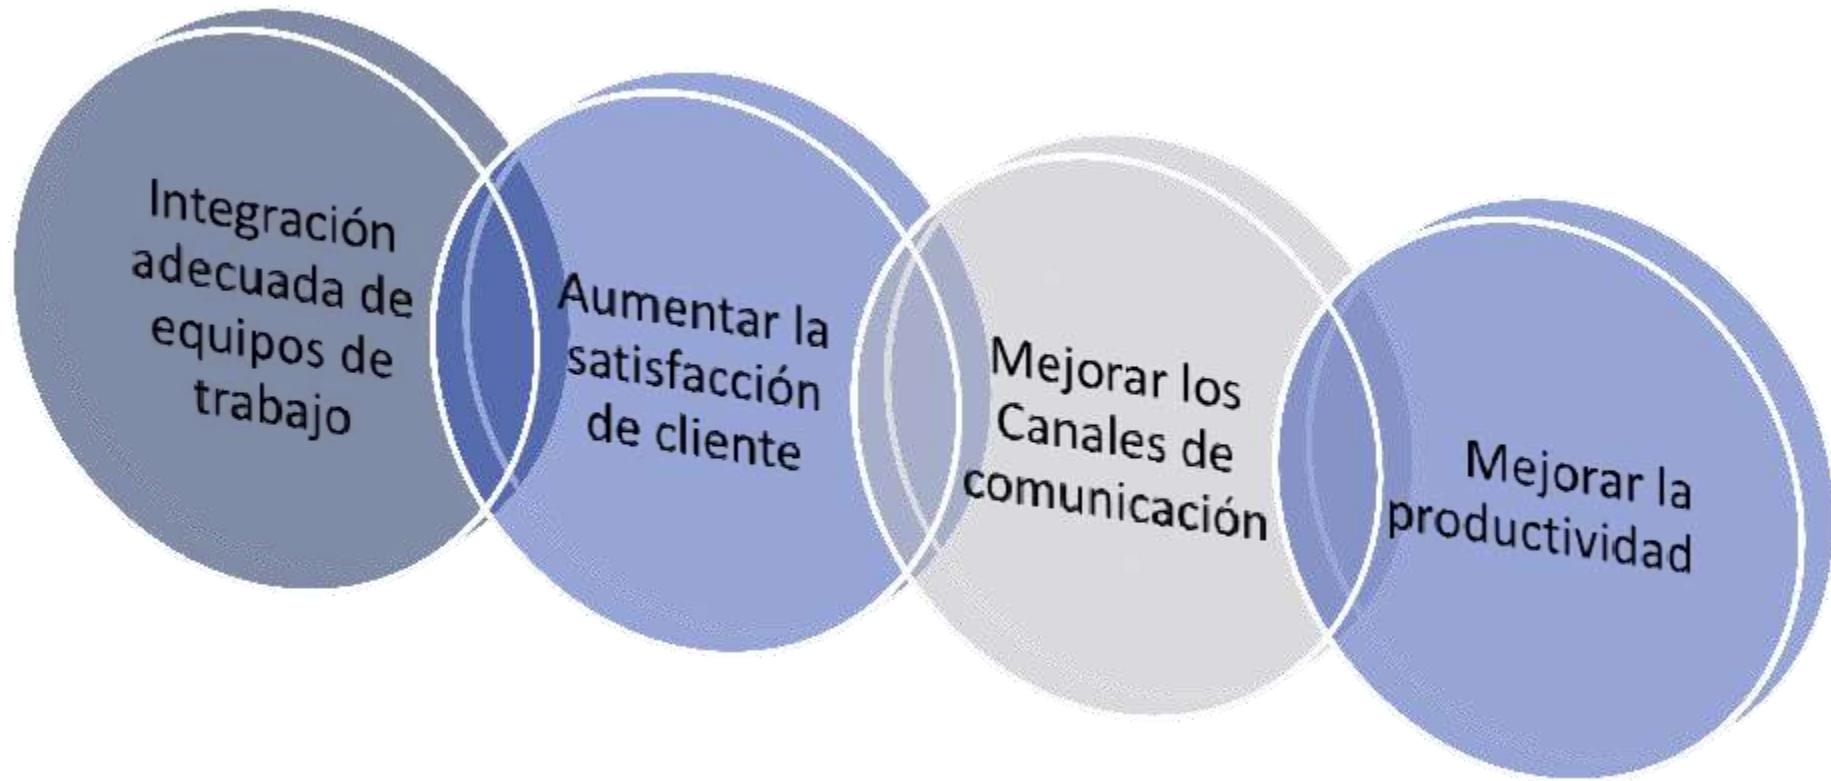 Integración
adecuada de
equipos de
trabajo
Aumentar la
satisfacción
de cliente
Mejorar los
Canales de
comunicación
Mejorar la
productividad